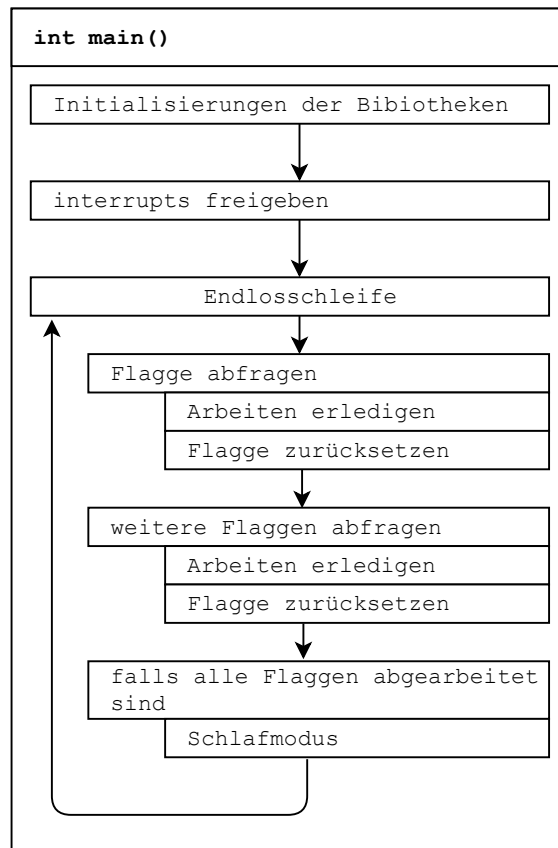 int main()
Initialisierungen der Bibiotheken
interrupts freigeben
Endlosschleife
Flagge abfragen
Arbeiten erledigen
Flagge zurücksetzen
weitere Flaggen abfragen
Arbeiten erledigen
Flagge zurücksetzen
falls alle Flaggen abgearbeitet
sind
Schlafmodus